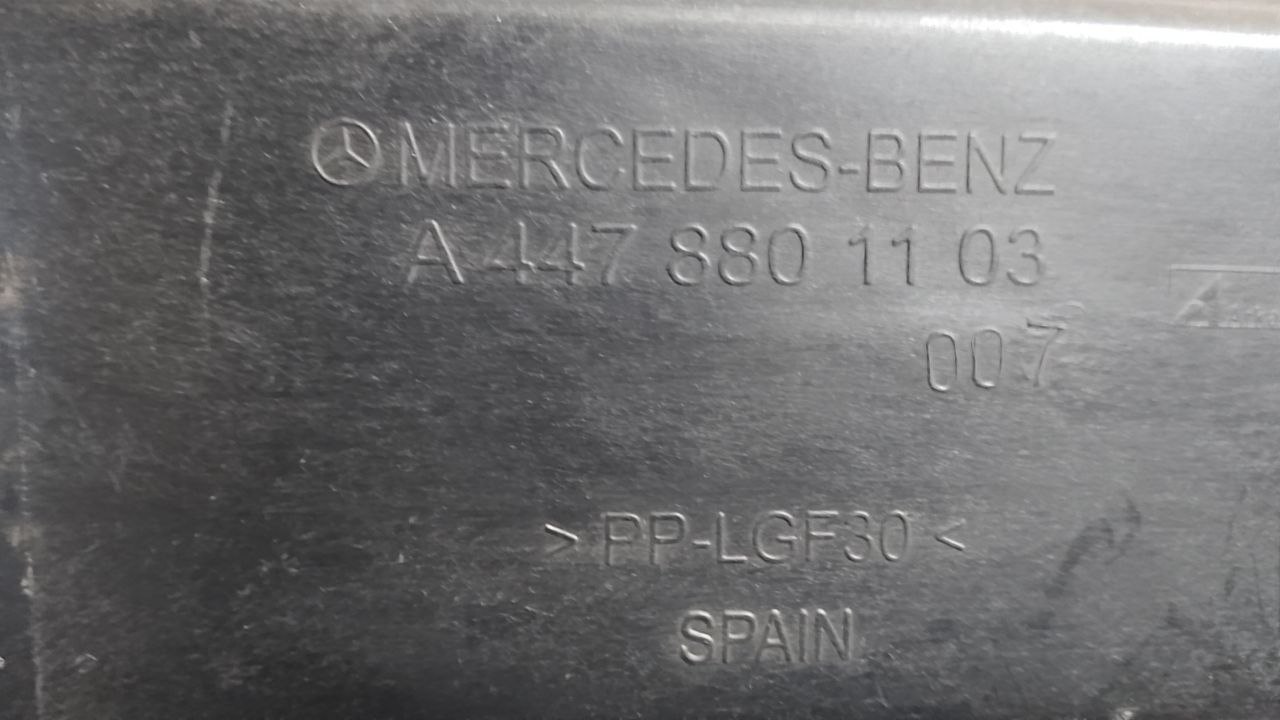 MERCEDES-BENZ
A 447 880 11 03
007
>PP-LGF30<
SPAIN